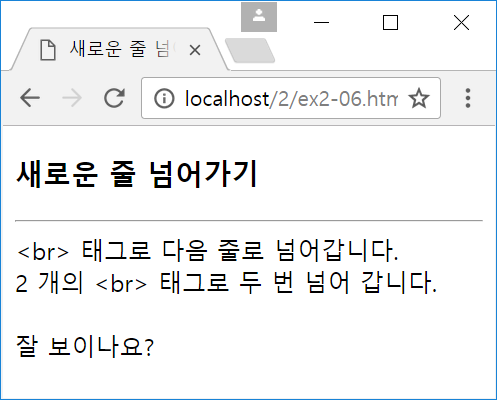 새로운 줄 넘
localhost/2/ex2-06.htm
새로운 줄 넘어가기
<br> 태그로 다음 줄로 넘어갑니다.
2 개의 <br> 태그로 두 번 넘어 갑니다.
잘 보이나요?